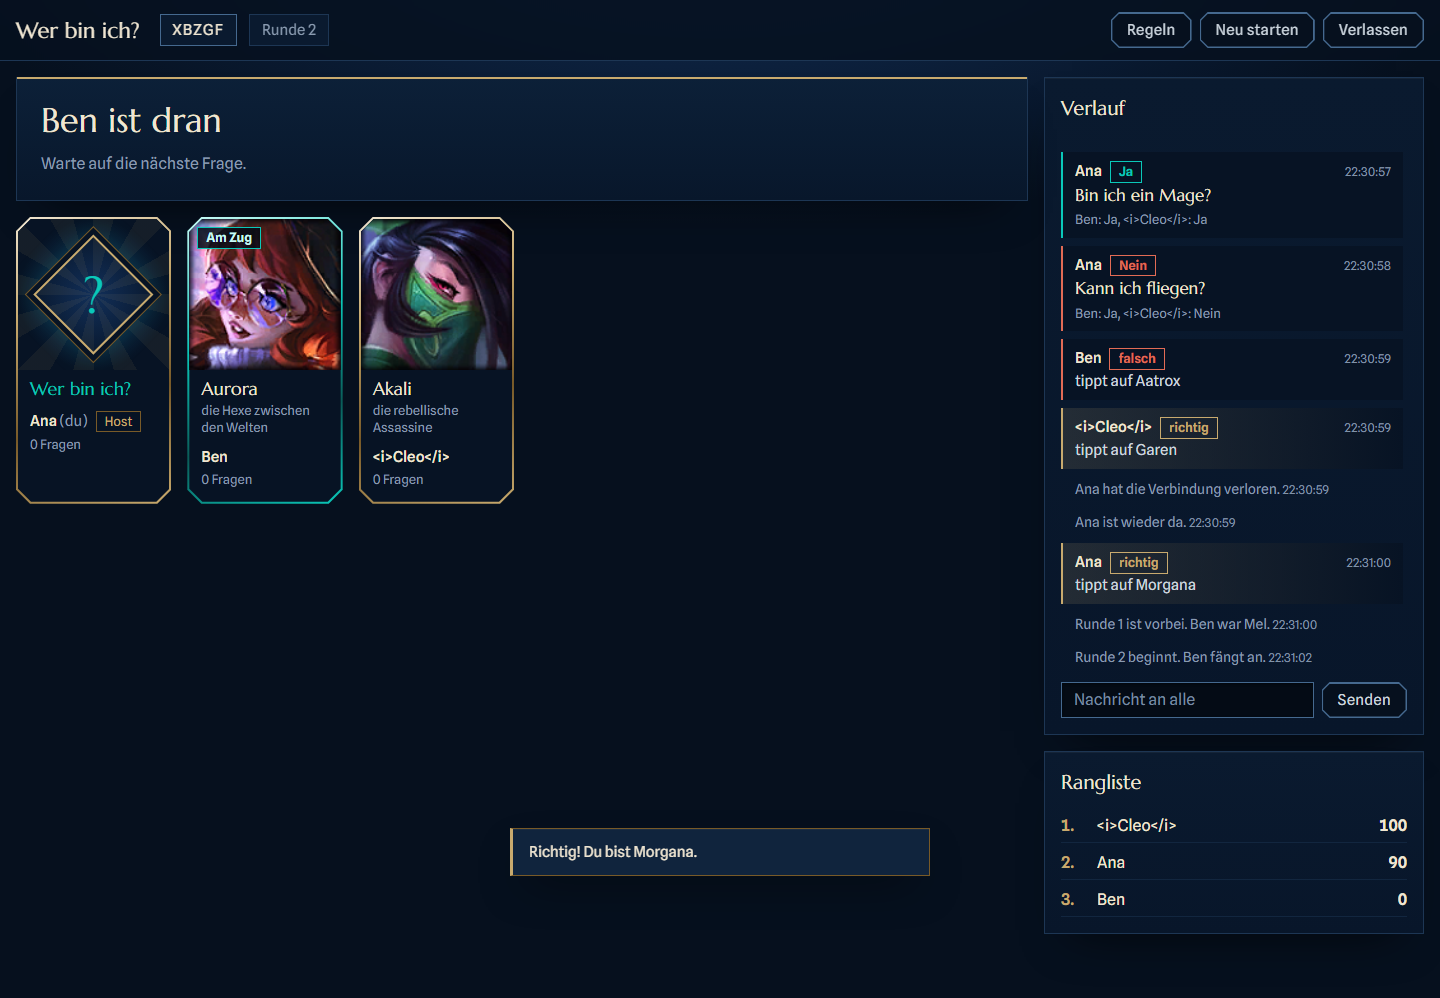 Wer bin ich?
XBZGF
Runde 2
Regeln
Neu starten
Verlassen
Ben ist dran
Warte auf die nächste Frage.
?
Wer bin ich?
Ana (du) Host
0 Fragen
Am Zug
Aurora
die Hexe zwischen
den Welten
Ben
0 Fragen
Akali
die rebellische
Assassine
<i>Cleo</i>
0 Fragen
Verlauf
Ana Ja 22:30:57
Bin ich ein Mage?
Ben: Ja, <i>Cleo</i>: Ja
Ana Nein 22:30:58
Kann ich fliegen?
Ben: Ja, <i>Cleo</i>: Nein
Ben falsch 22:30:59
tippt auf Aatrox
<i>Cleo</i> richtig 22:30:59
tippt auf Garen
Ana hat die Verbindung verloren. 22:30:59
Ana ist wieder da. 22:30:59
Ana richtig 22:31:00
tippt auf Morgana
Runde 1 ist vorbei. Ben war Mel. 22:31:00
Runde 2 beginnt. Ben fängt an. 22:31:02
Nachricht an alle
Senden
Rangliste
1. <i>Cleo</i> 100
2. Ana 90
3. Ben 0
Richtig! Du bist Morgana.